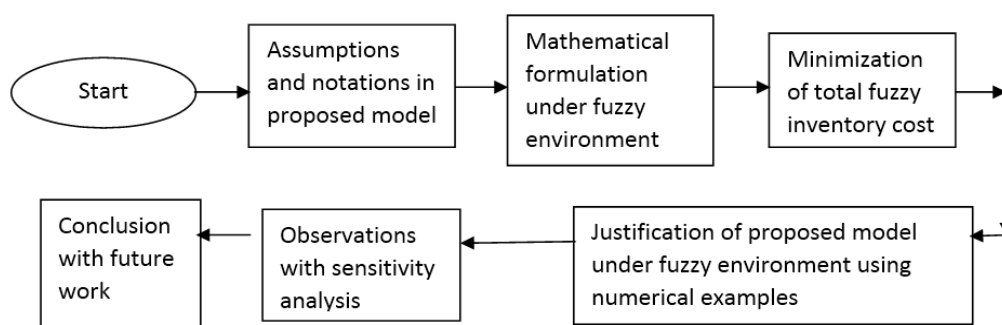 Start
Assumptions
and notations in
proposed model
Mathematical
formulation
under fuzzy
environment
Minimization
of total fuzzy
inventory cost
Justification of proposed model
under fuzzy environment using
numerical examples
Observations
with sensitivity
analysis
Conclusion
with future
work